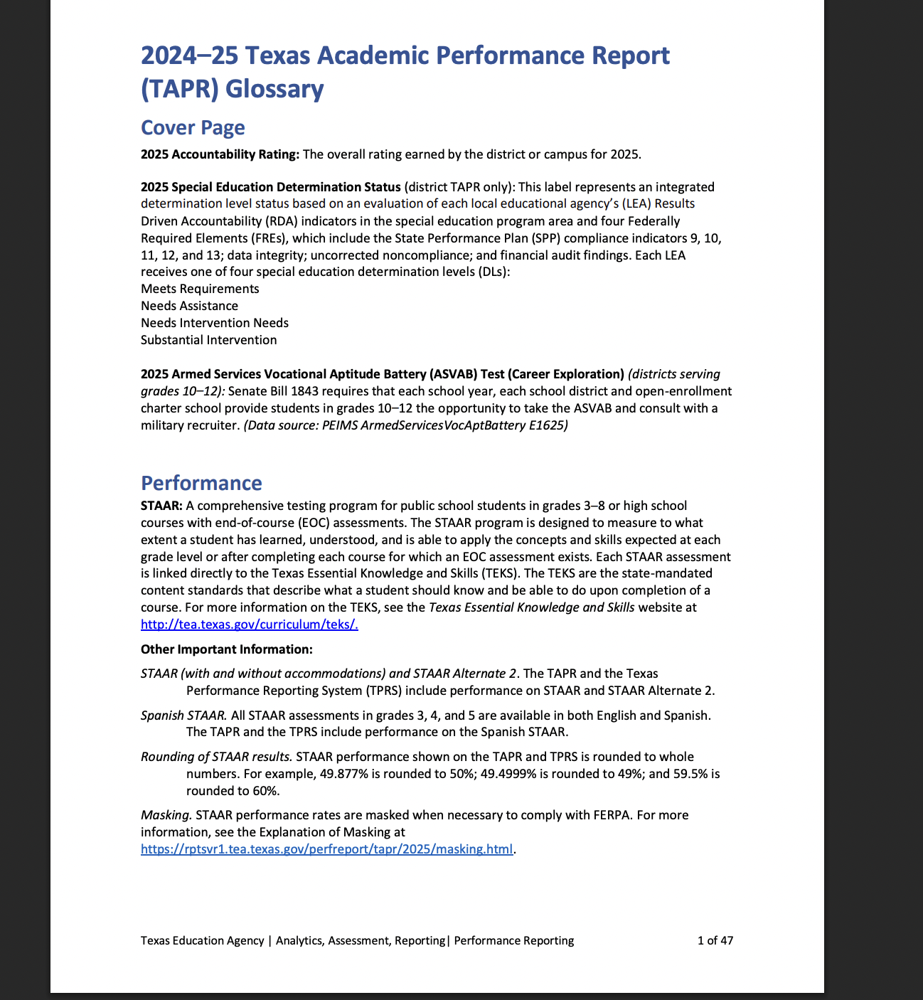 2024–25 Texas Academic Performance Report
(TAPR) Glossary
Cover Page
2025 Accountability Rating: The overall rating earned by the district or campus for 2025.
2025 Special Education Determination Status (district TAPR only): This label represents an integrated
determination level status based on an evaluation of each local educational agency’s (LEA) Results
Driven Accountability (RDA) indicators in the special education program area and four Federally
Required Elements (FREs), which include the State Performance Plan (SPP) compliance indicators 9, 10,
11, 12, and 13; data integrity; uncorrected noncompliance; and financial audit findings. Each LEA
receives one of four special education determination levels (DLs):
Meets Requirements
Needs Assistance
Needs Intervention Needs
Substantial Intervention
2025 Armed Services Vocational Aptitude Battery (ASVAB) Test (Career Exploration) (districts serving
grades 10–12): Senate Bill 1843 requires that each school year, each school district and open-enrollment
charter school provide students in grades 10–12 the opportunity to take the ASVAB and consult with a
military recruiter. (Data source: PEIMS ArmedServicesVocAptBattery E1625)
Performance
STAAR: A comprehensive testing program for public school students in grades 3–8 or high school
courses with end-of-course (EOC) assessments. The STAAR program is designed to measure to what
extent a student has learned, understood, and is able to apply the concepts and skills expected at each
grade level or after completing each course for which an EOC assessment exists. Each STAAR assessment
is linked directly to the Texas Essential Knowledge and Skills (TEKS). The TEKS are the state-mandated
content standards that describe what a student should know and be able to do upon completion of a
course. For more information on the TEKS, see the Texas Essential Knowledge and Skills website at
http://tea.texas.gov/curriculum/teks/.
Other Important Information:
STAAR (with and without accommodations) and STAAR Alternate 2. The TAPR and the Texas
Performance Reporting System (TPRS) include performance on STAAR and STAAR Alternate 2.
Spanish STAAR. All STAAR assessments in grades 3, 4, and 5 are available in both English and Spanish.
The TAPR and the TPRS include performance on the Spanish STAAR.
Rounding of STAAR results. STAAR performance shown on the TAPR and TPRS is rounded to whole
numbers. For example, 49.877% is rounded to 50%; 49.4999% is rounded to 49%; and 59.5% is
rounded to 60%.
Masking. STAAR performance rates are masked when necessary to comply with FERPA. For more
information, see the Explanation of Masking at
https://rptsvr1.tea.texas.gov/perfreport/tapr/2025/masking.html.
Texas Education Agency | Analytics, Assessment, Reporting| Performance Reporting 1 of 47